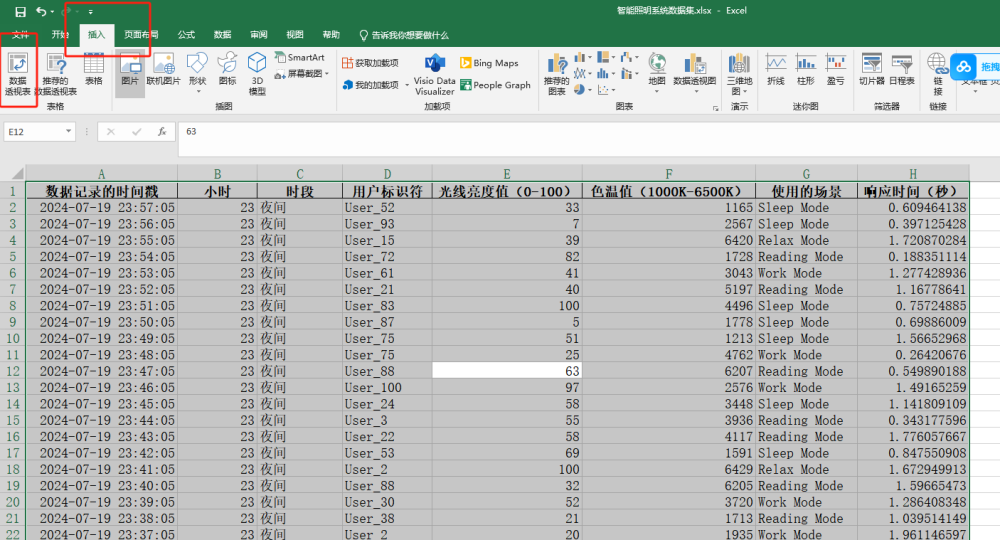 智能照明系统数据集.xlsx - Excel
文件 开始 插入 页面布局 公式 数据 审阅 视图 帮助 告诉我你想要做什么
数据透视表 推荐的数据透视表 表格 图片 联机图片 形状 图标 3D模型 SmartArt 屏幕截图 获取加载项 我的加载项 Visio Data Visualizer Bing Maps People Graph 推荐的图表 地图 数据透视图 三维地图 折线 柱形 盈亏 切片器 日程表 链接 拖拽
表格 插图 加载项 图表 演示 迷你图 筛选器 链接
E12 fx 63
A B C D E F G H
1 数据记录的时间戳 小时 时段 用户标识符 光线亮度值（0-100） 色温值（1000K-6500K） 使用的场景 响应时间（秒）
2 2024-07-19 23:57:05 23 夜间 User_52 33 1165 Sleep Mode 0.609464138
3 2024-07-19 23:56:05 23 夜间 User_93 7 2567 Sleep Mode 0.397125428
4 2024-07-19 23:55:05 23 夜间 User_15 39 6420 Relax Mode 1.720870284
5 2024-07-19 23:54:05 23 夜间 User_72 82 1728 Reading Mode 0.188351114
6 2024-07-19 23:53:05 23 夜间 User_61 41 3043 Work Mode 1.277428936
7 2024-07-19 23:52:05 23 夜间 User_21 40 5197 Reading Mode 1.16778641
8 2024-07-19 23:51:05 23 夜间 User_83 100 4496 Sleep Mode 0.75724885
9 2024-07-19 23:50:05 23 夜间 User_87 5 1778 Sleep Mode 0.69886009
10 2024-07-19 23:49:05 23 夜间 User_75 51 1213 Sleep Mode 1.56652968
11 2024-07-19 23:48:05 23 夜间 User_75 25 4762 Work Mode 0.26420676
12 2024-07-19 23:47:05 23 夜间 User_88 63 6207 Reading Mode 0.549890188
13 2024-07-19 23:46:05 23 夜间 User_100 97 2576 Work Mode 1.49165259
14 2024-07-19 23:45:05 23 夜间 User_24 58 3448 Sleep Mode 1.141809109
15 2024-07-19 23:44:05 23 夜间 User_3 55 3936 Reading Mode 0.343177596
16 2024-07-19 23:43:05 23 夜间 User_22 58 4117 Reading Mode 1.776057667
17 2024-07-19 23:42:05 23 夜间 User_53 69 1591 Sleep Mode 0.847550908
18 2024-07-19 23:41:05 23 夜间 User_2 100 6429 Relax Mode 1.672949913
19 2024-07-19 23:40:05 23 夜间 User_88 32 6205 Reading Mode 1.59665473
20 2024-07-19 23:39:05 23 夜间 User_30 52 3720 Work Mode 1.286408348
21 2024-07-19 23:38:05 23 夜间 User_38 21 1713 Reading Mode 1.039514149
22 2024-07-19 23:37:05 23 夜间 User_2 20 1935 Work Mode 1.961146597